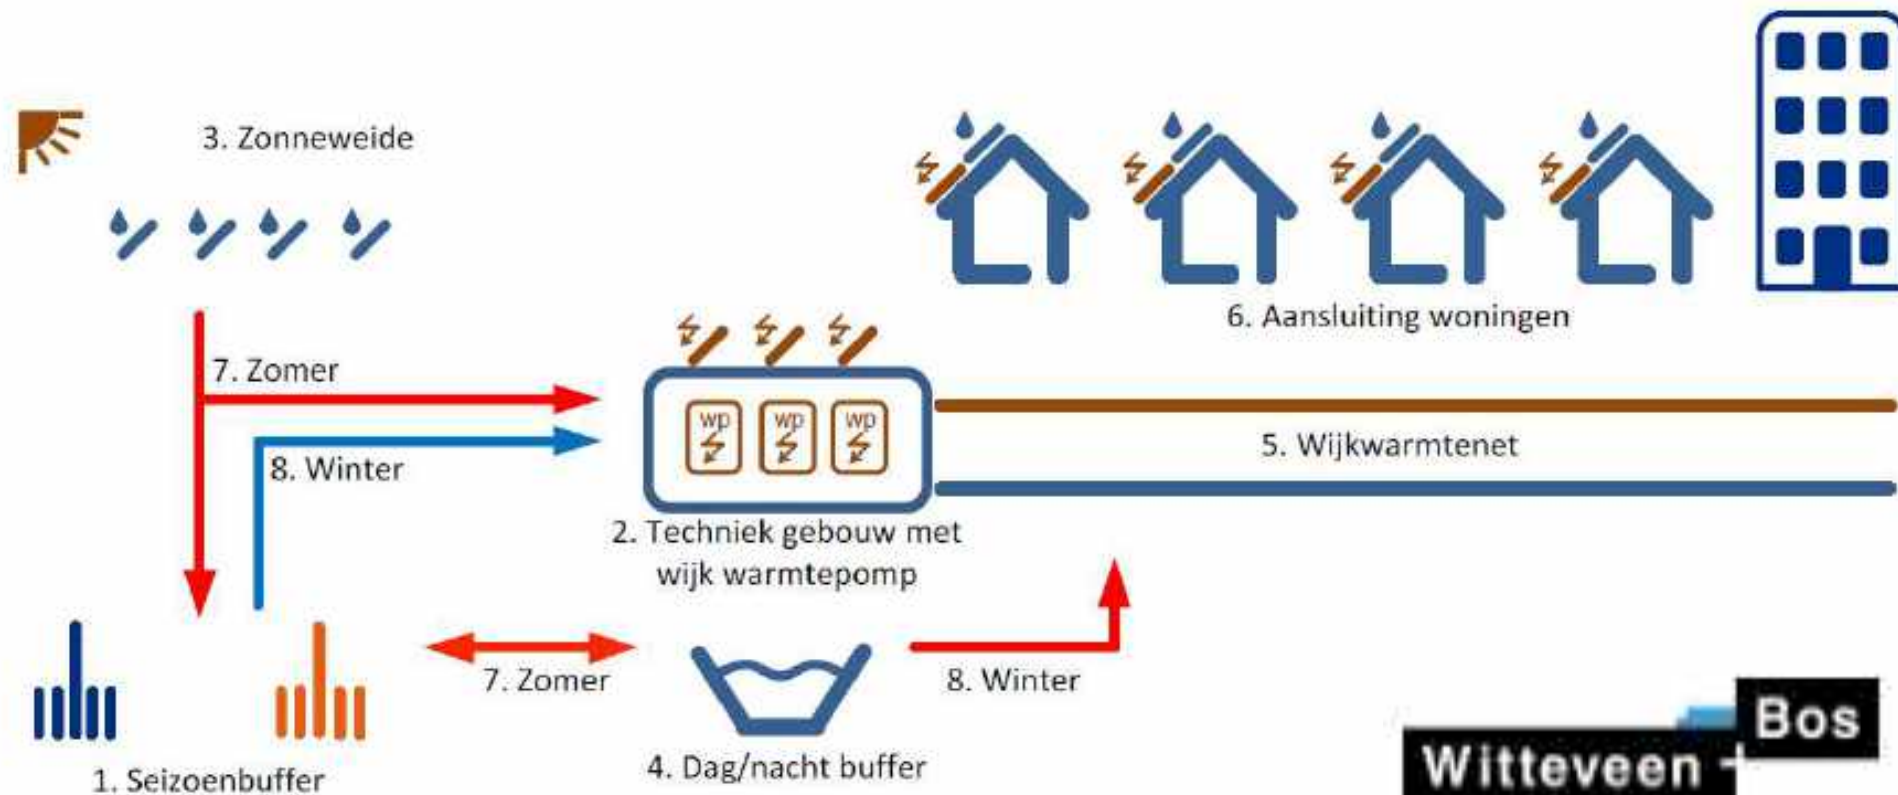 3. Zonneweide
6. Aansluiting woningen
7. Zomer
8. Winter
wp wp wp
5. Wijkwarmtenet
2. Techniek gebouw met
wijk warmtepomp
7. Zomer
8. Winter
1. Seizoenbuffer
4. Dag/nacht buffer
Witteveen + Bos